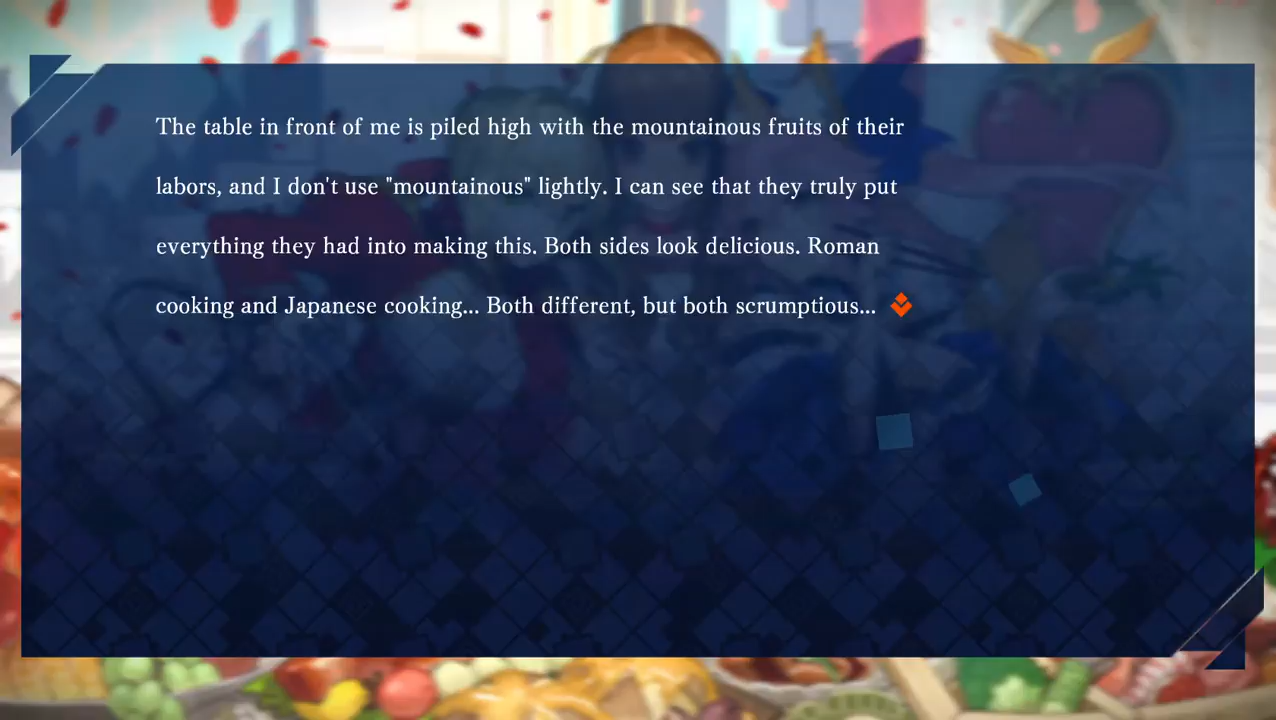 The table in front of me is piled high with the mountainous fruits of their
labors, and I don't use "mountainous" lightly. I can see that they truly put
everything they had into making this. Both sides look delicious. Roman
cooking and Japanese cooking... Both different, but both scrumptious...